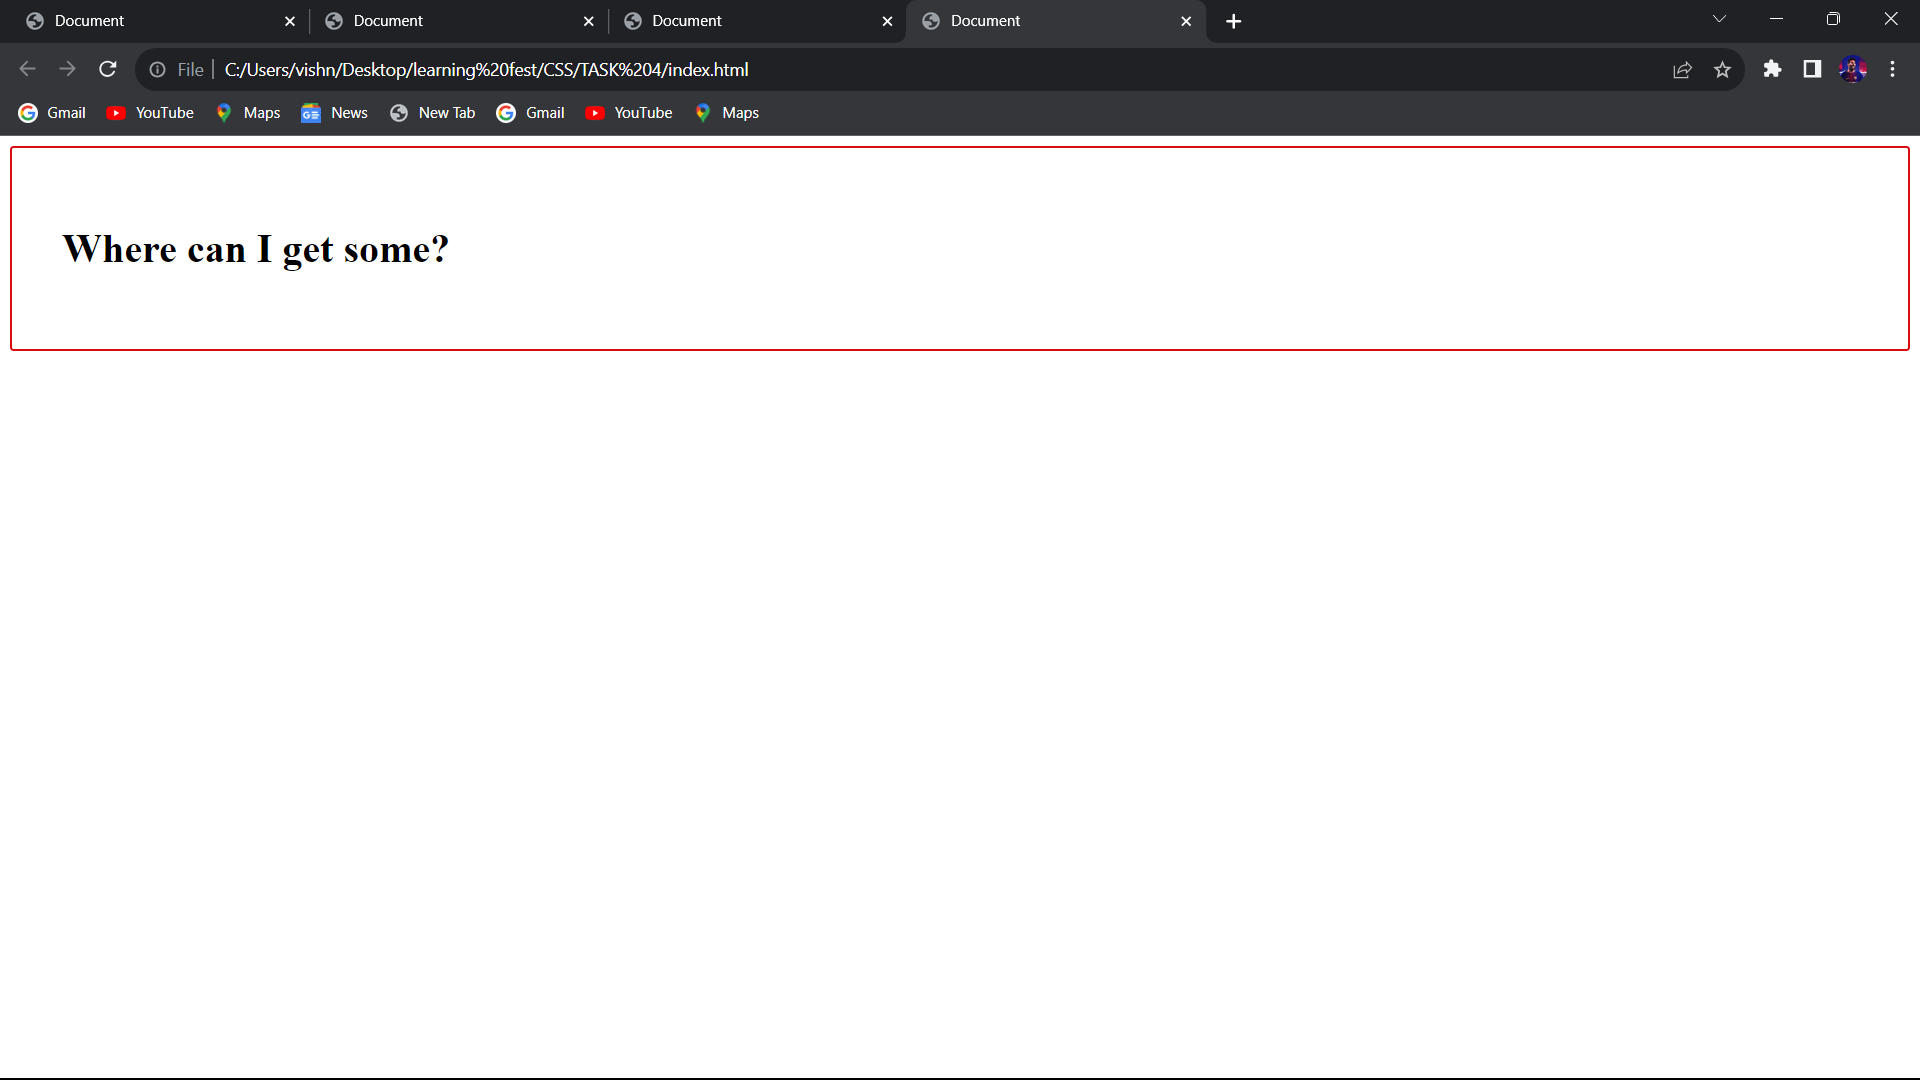 Document
Document
Document
Document
File
C:/Users/vishn/Desktop/learning%20fest/CSS/TASK%204/index.html
Gmail
YouTube
Maps
News
New Tab
Gmail
YouTube
Maps
Where can I get some?